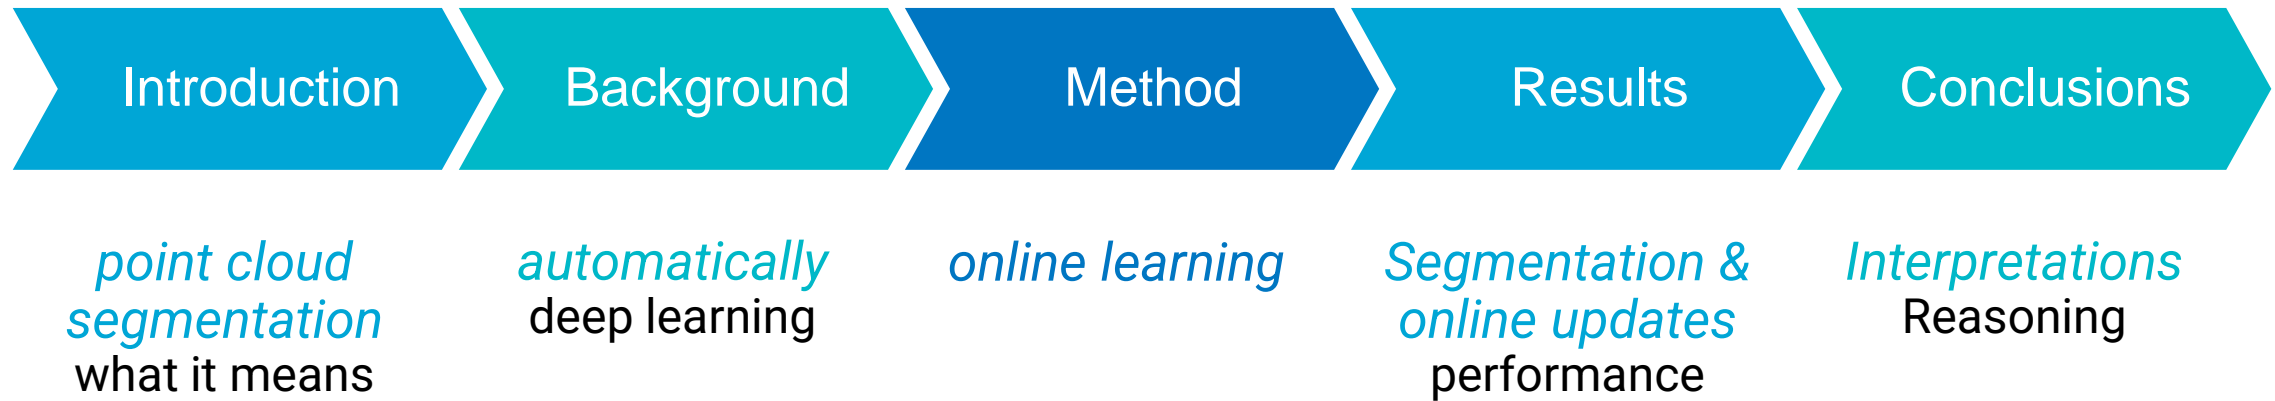 Introduction
Background
Method
Results
Conclusions
point cloud
segmentation
what it means
automatically
deep learning
online learning
Segmentation &
online updates
performance
Interpretations
Reasoning